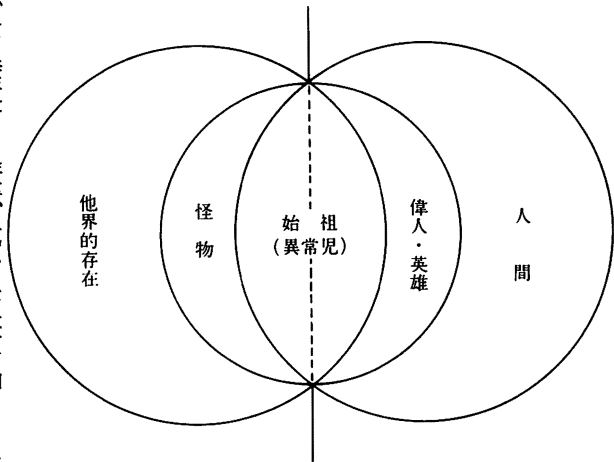 他界的存在
怪物
始祖
(異常児)
偉人・英雄
人間